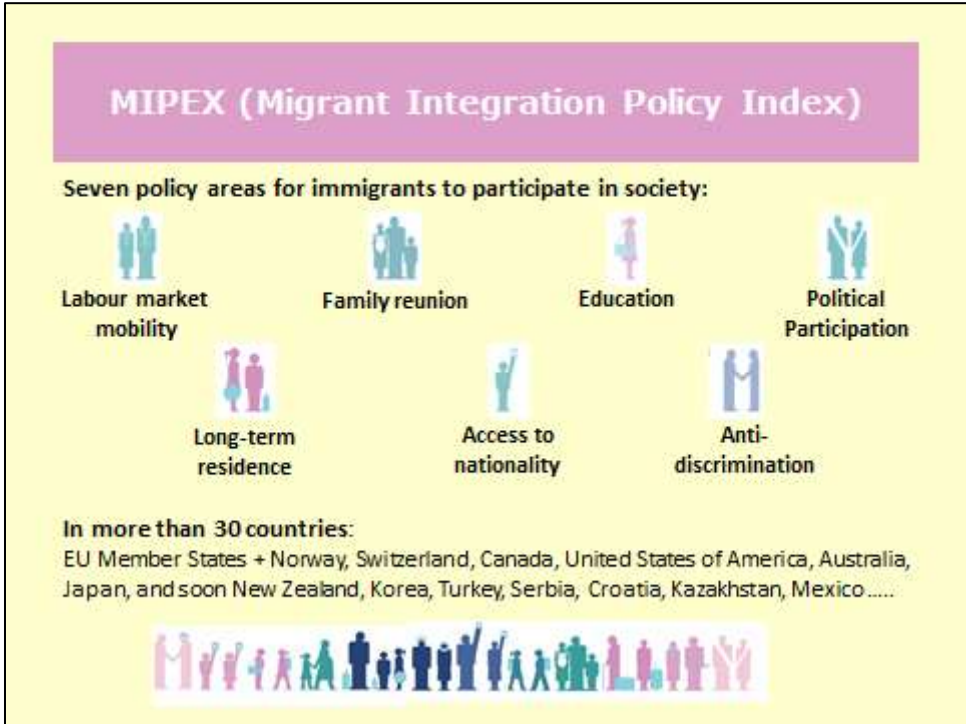 MIPEX (Migrant Integration Policy Index)
Seven policy areas for immigrants to participate in society:
Labour market
mobility
Family reunion
Education
Political
Participation
Long-term
residence
Access to
nationality
Anti-
discrimination
In more than 30 countries:
EU Member States + Norway, Switzerland, Canada, United States of America, Australia,
Japan, and soon New Zealand, Korea, Turkey, Serbia, Croatia, Kazakhstan, Mexico.....